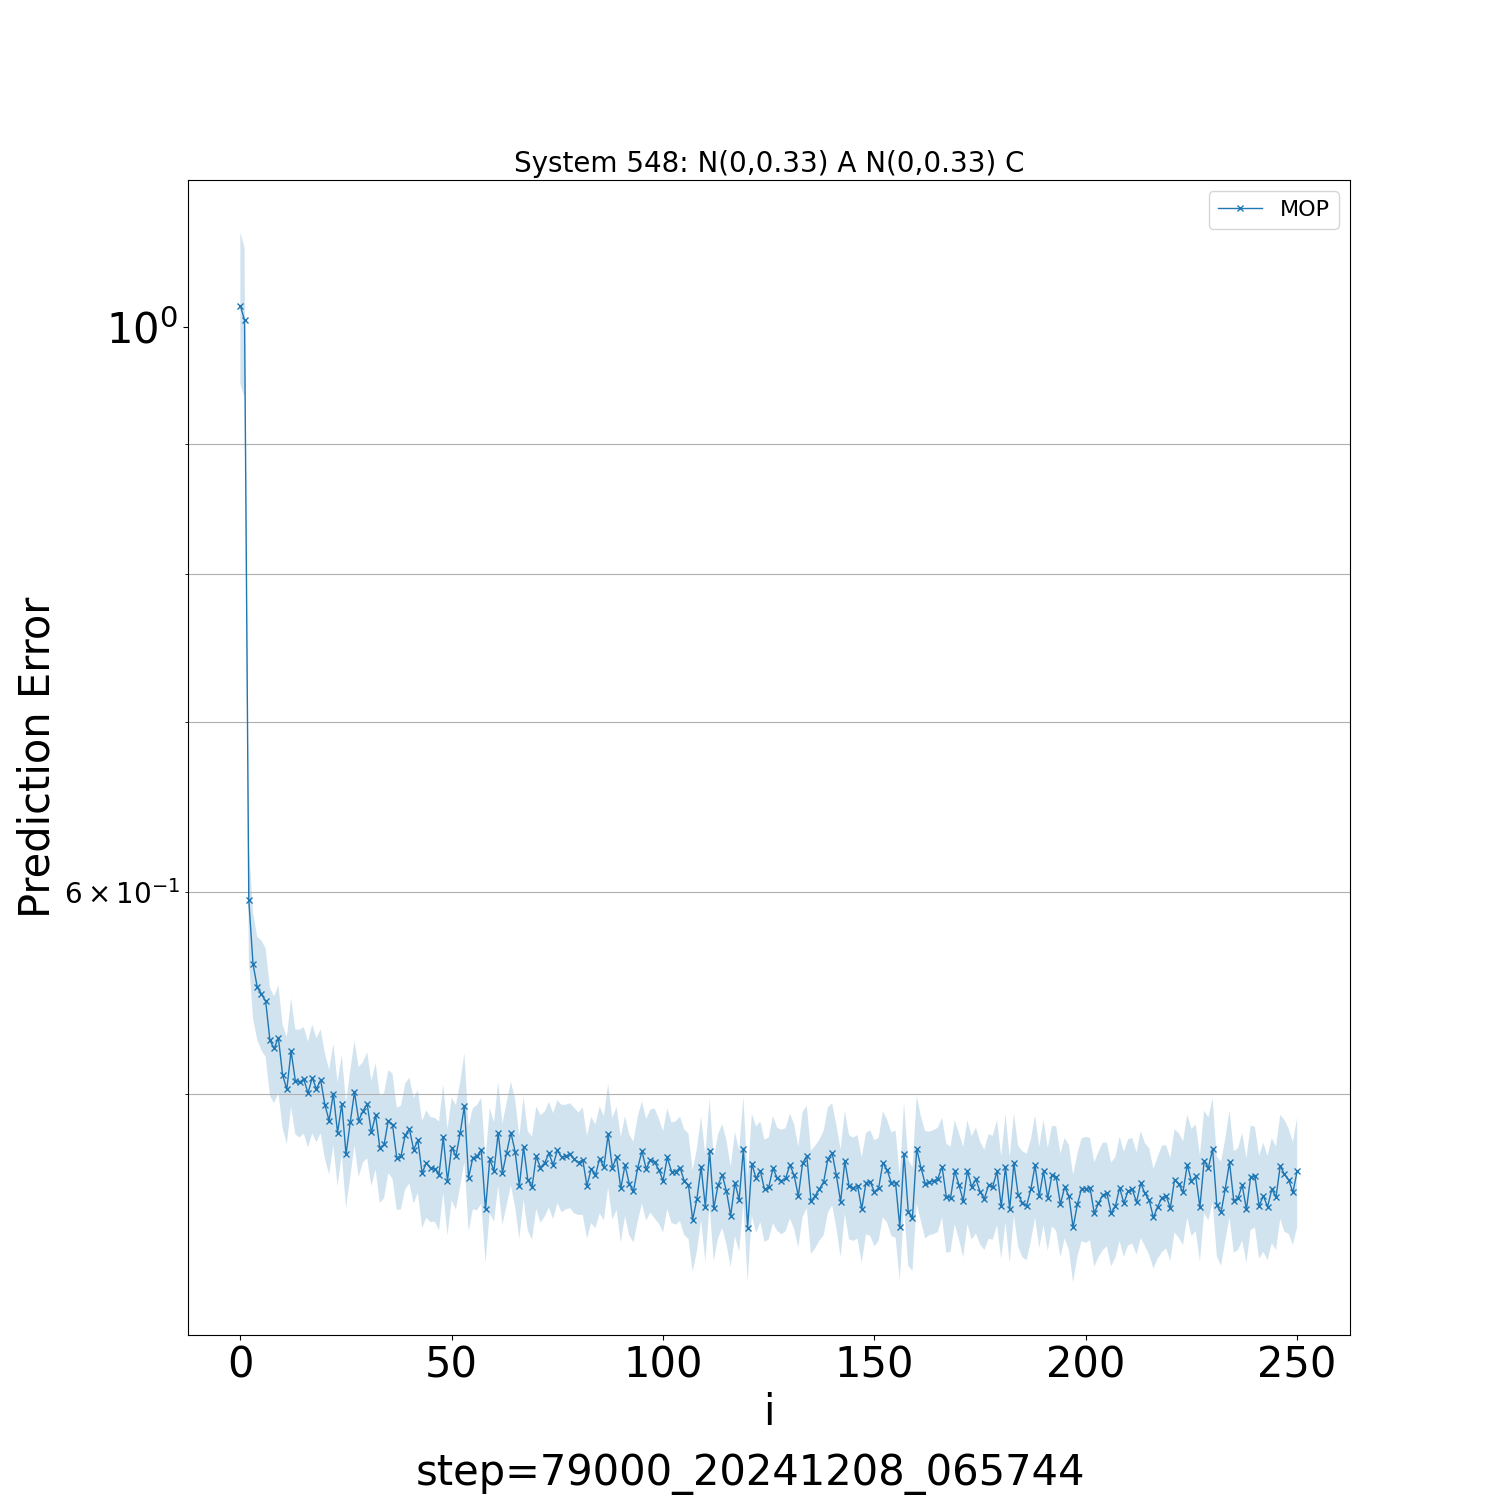 System 548: N(0,0.33) A N(0,0.33) C
MOP
10⁰
6 × 10⁻¹
Prediction Error
0 50 100 150 200 250
i
step=79000_20241208_065744